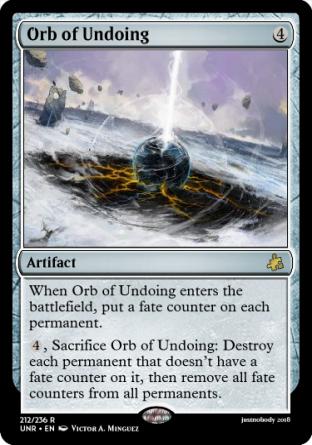 Orb of Undoing 4
Artifact
When Orb of Undoing enters the
battlefield, put a fate counter on each
permanent.
4 , Sacrifice Orb of Undoing: Destroy
each permanent that doesn't have a
fate counter on it, then remove all fate
counters from all permanents.
212/236 R
UNR • EN Victor A. Minguez
justnobody 2018